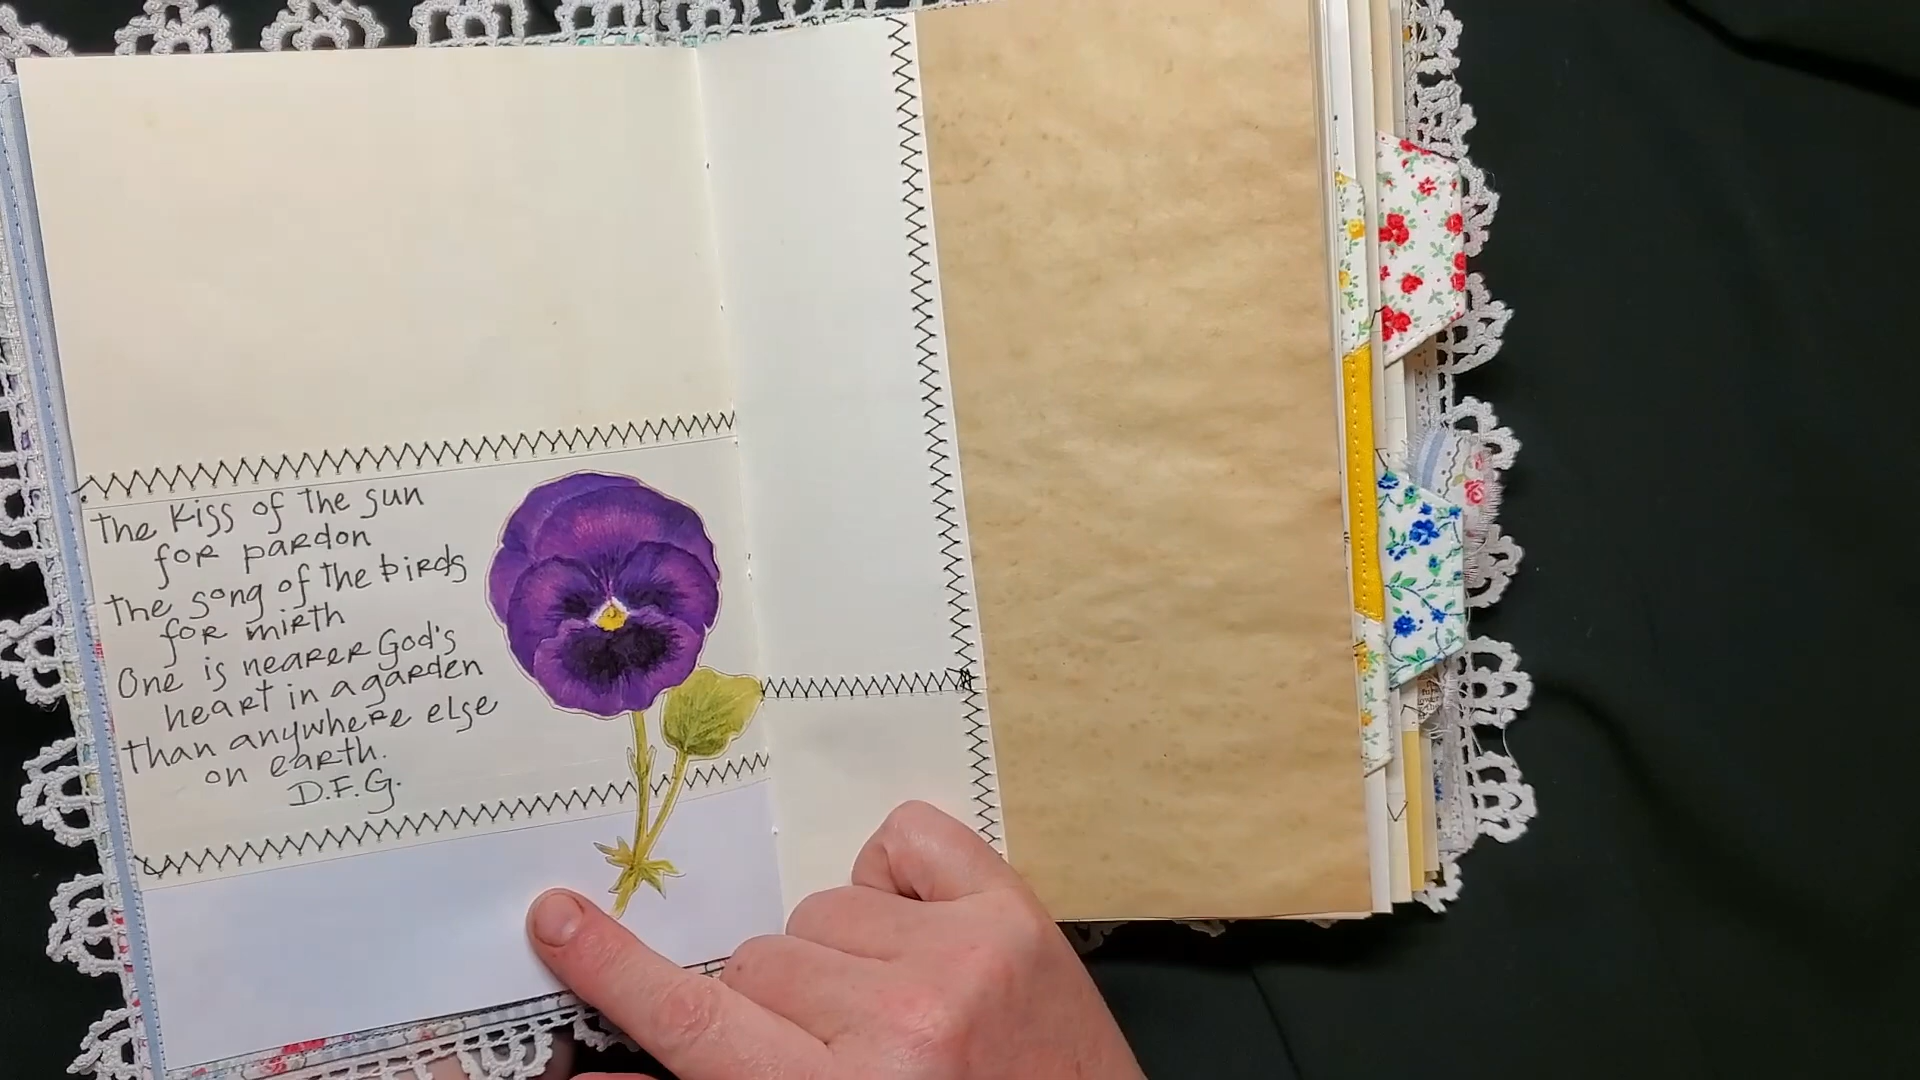 The Kiss of the sun
for pardon
The song of the birds
for mirth
One is nearer God's
heart in a garden
than anywhere else
on earth.
D.F.G.